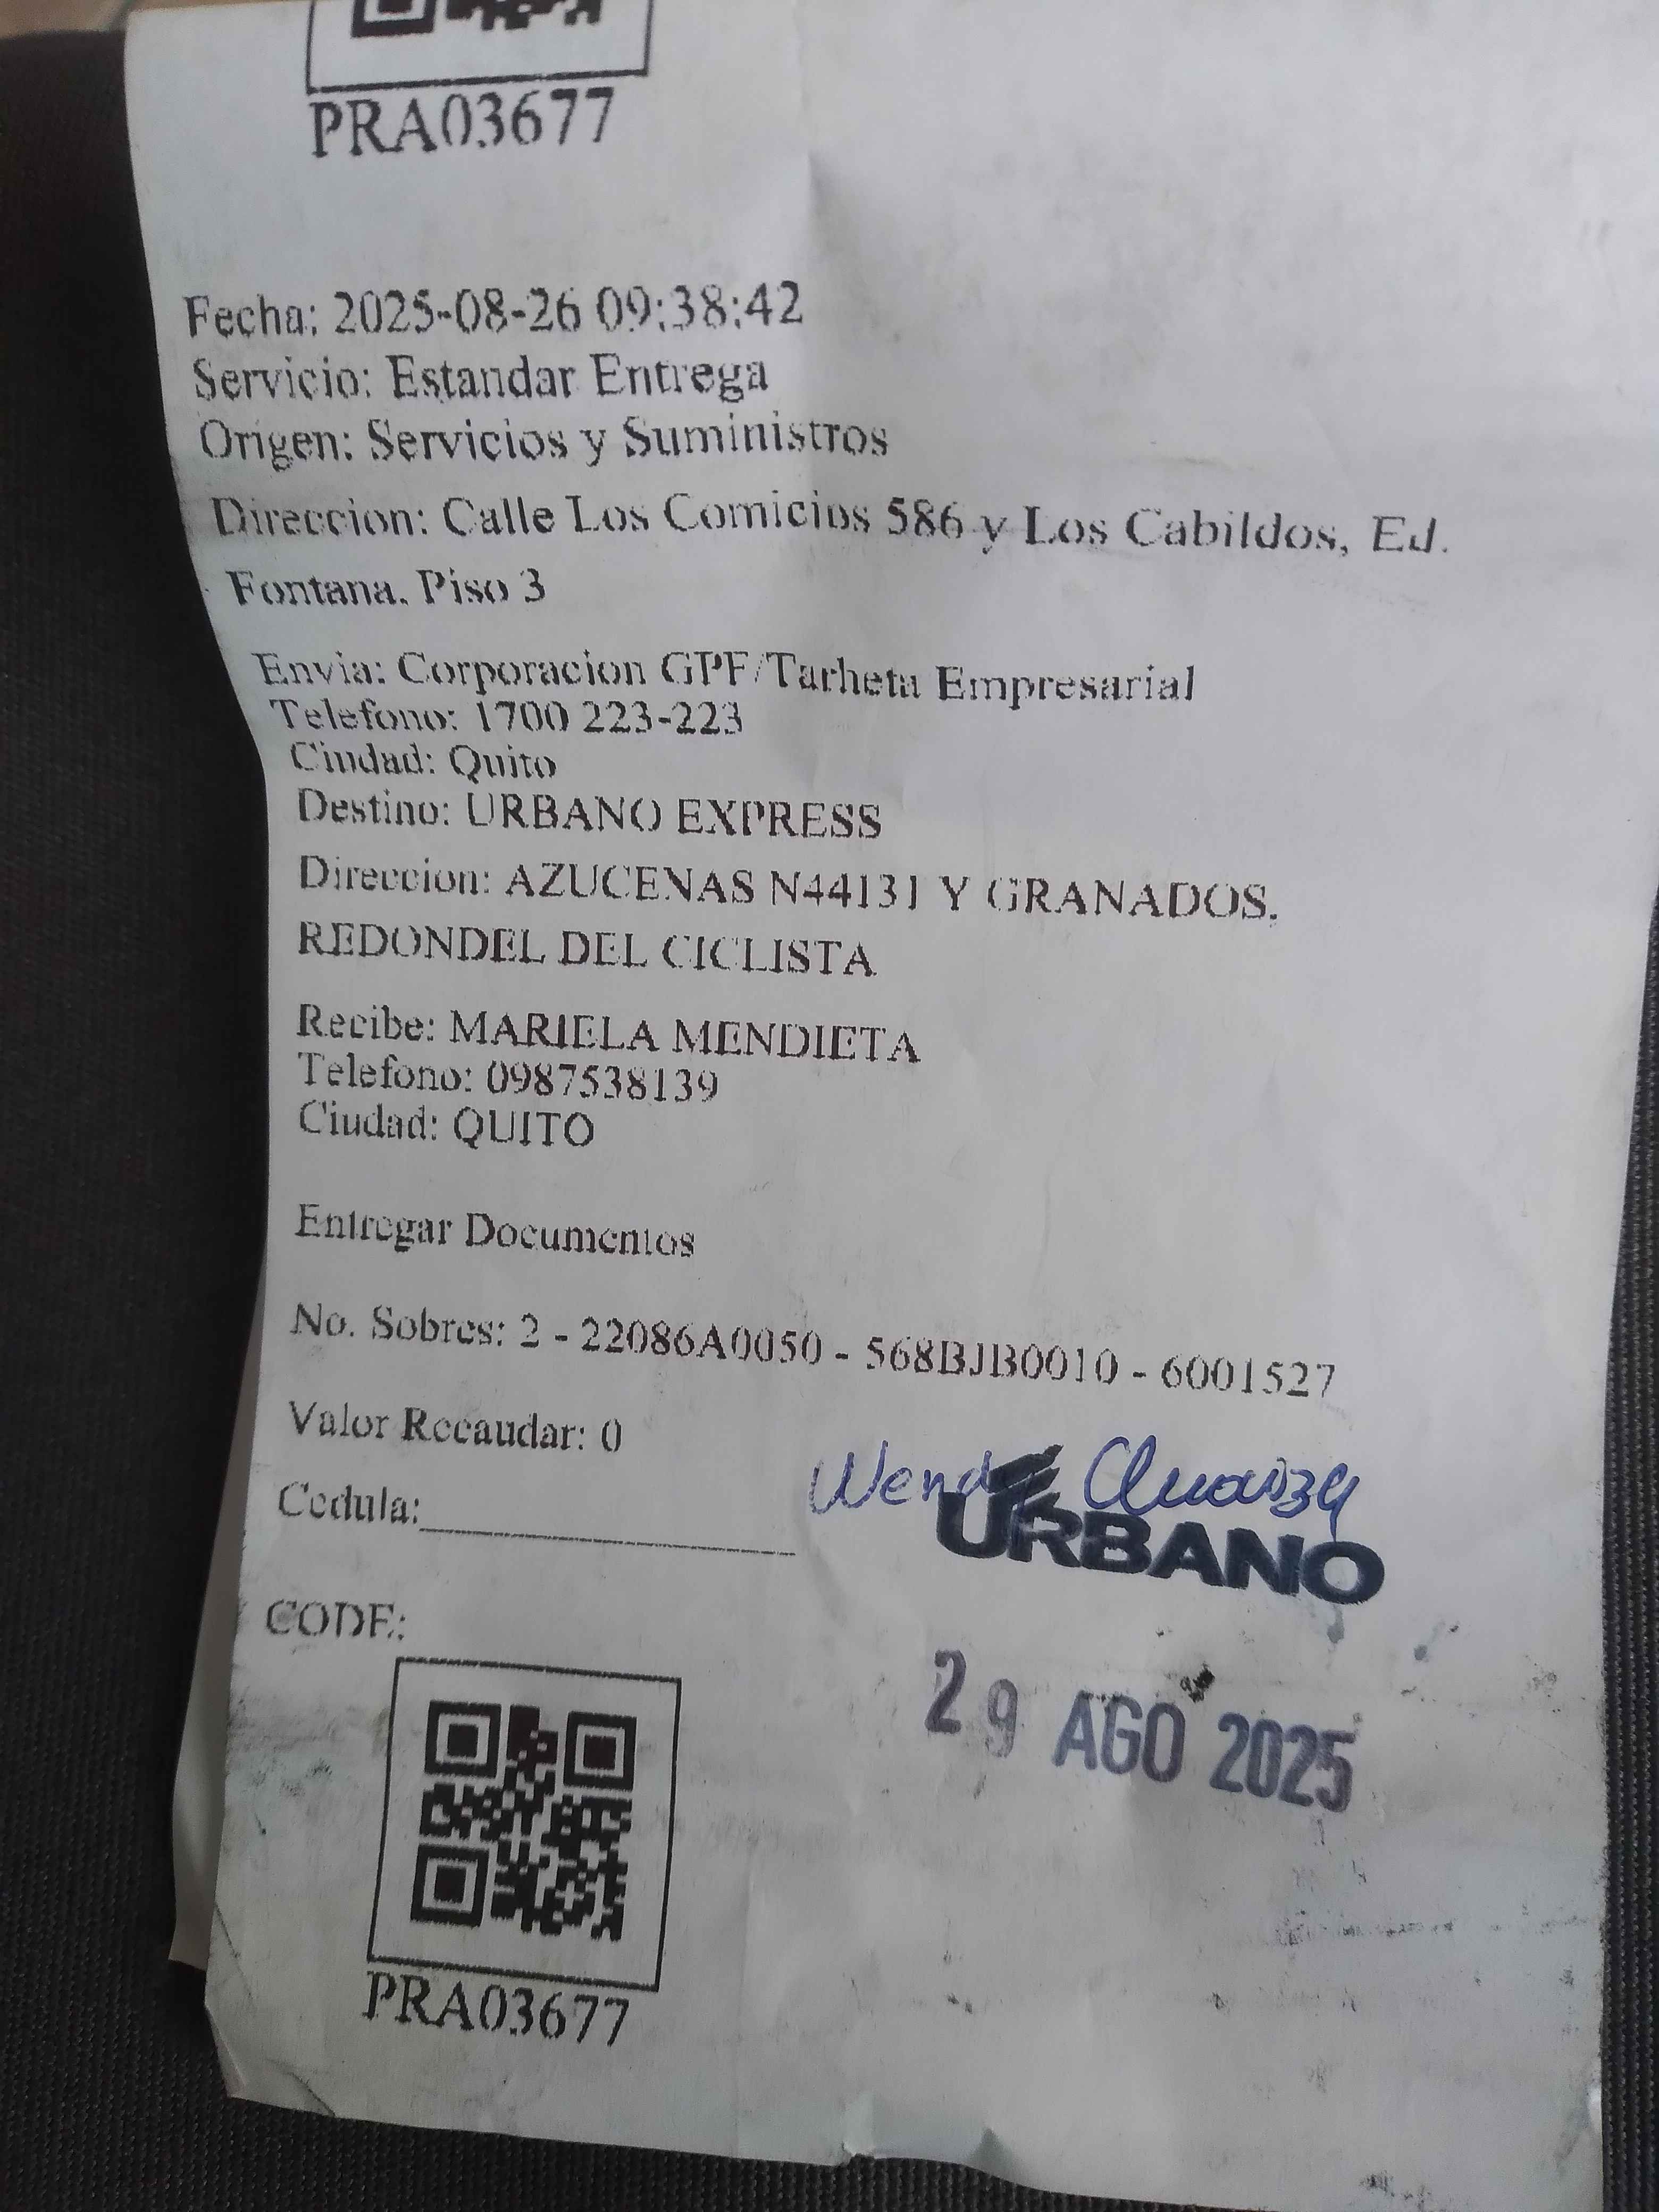 PRA03677
Fecha: 2025-08-26 09:38:42
Servicio: Estandar Entrega
Origen: Servicios y Suministros
Direccion: Calle Los Comicios 586 y Los Cabildos, Ed.
Fontana. Piso 3
Envia: Corporacion GPF/Tarheta Empresarial
Telefono: 1700 223-223
Ciudad: Quito
Destino: URBANO EXPRESS
Direccion: AZUCENAS N44131 Y GRANADOS.
REDONDEL DEL CICLISTA
Recibe: MARIELA MENDIETA
Telefono: 0987538139
Ciudad: QUITO
Entregar Documentos
No. Sobres: 2 - 22086A0050 - 568BJB0010 - 6001527
Valor Recaudar: 0
Wendy
Cedula:
URBANO
CODE:
29 AGO 2025
PRA03677